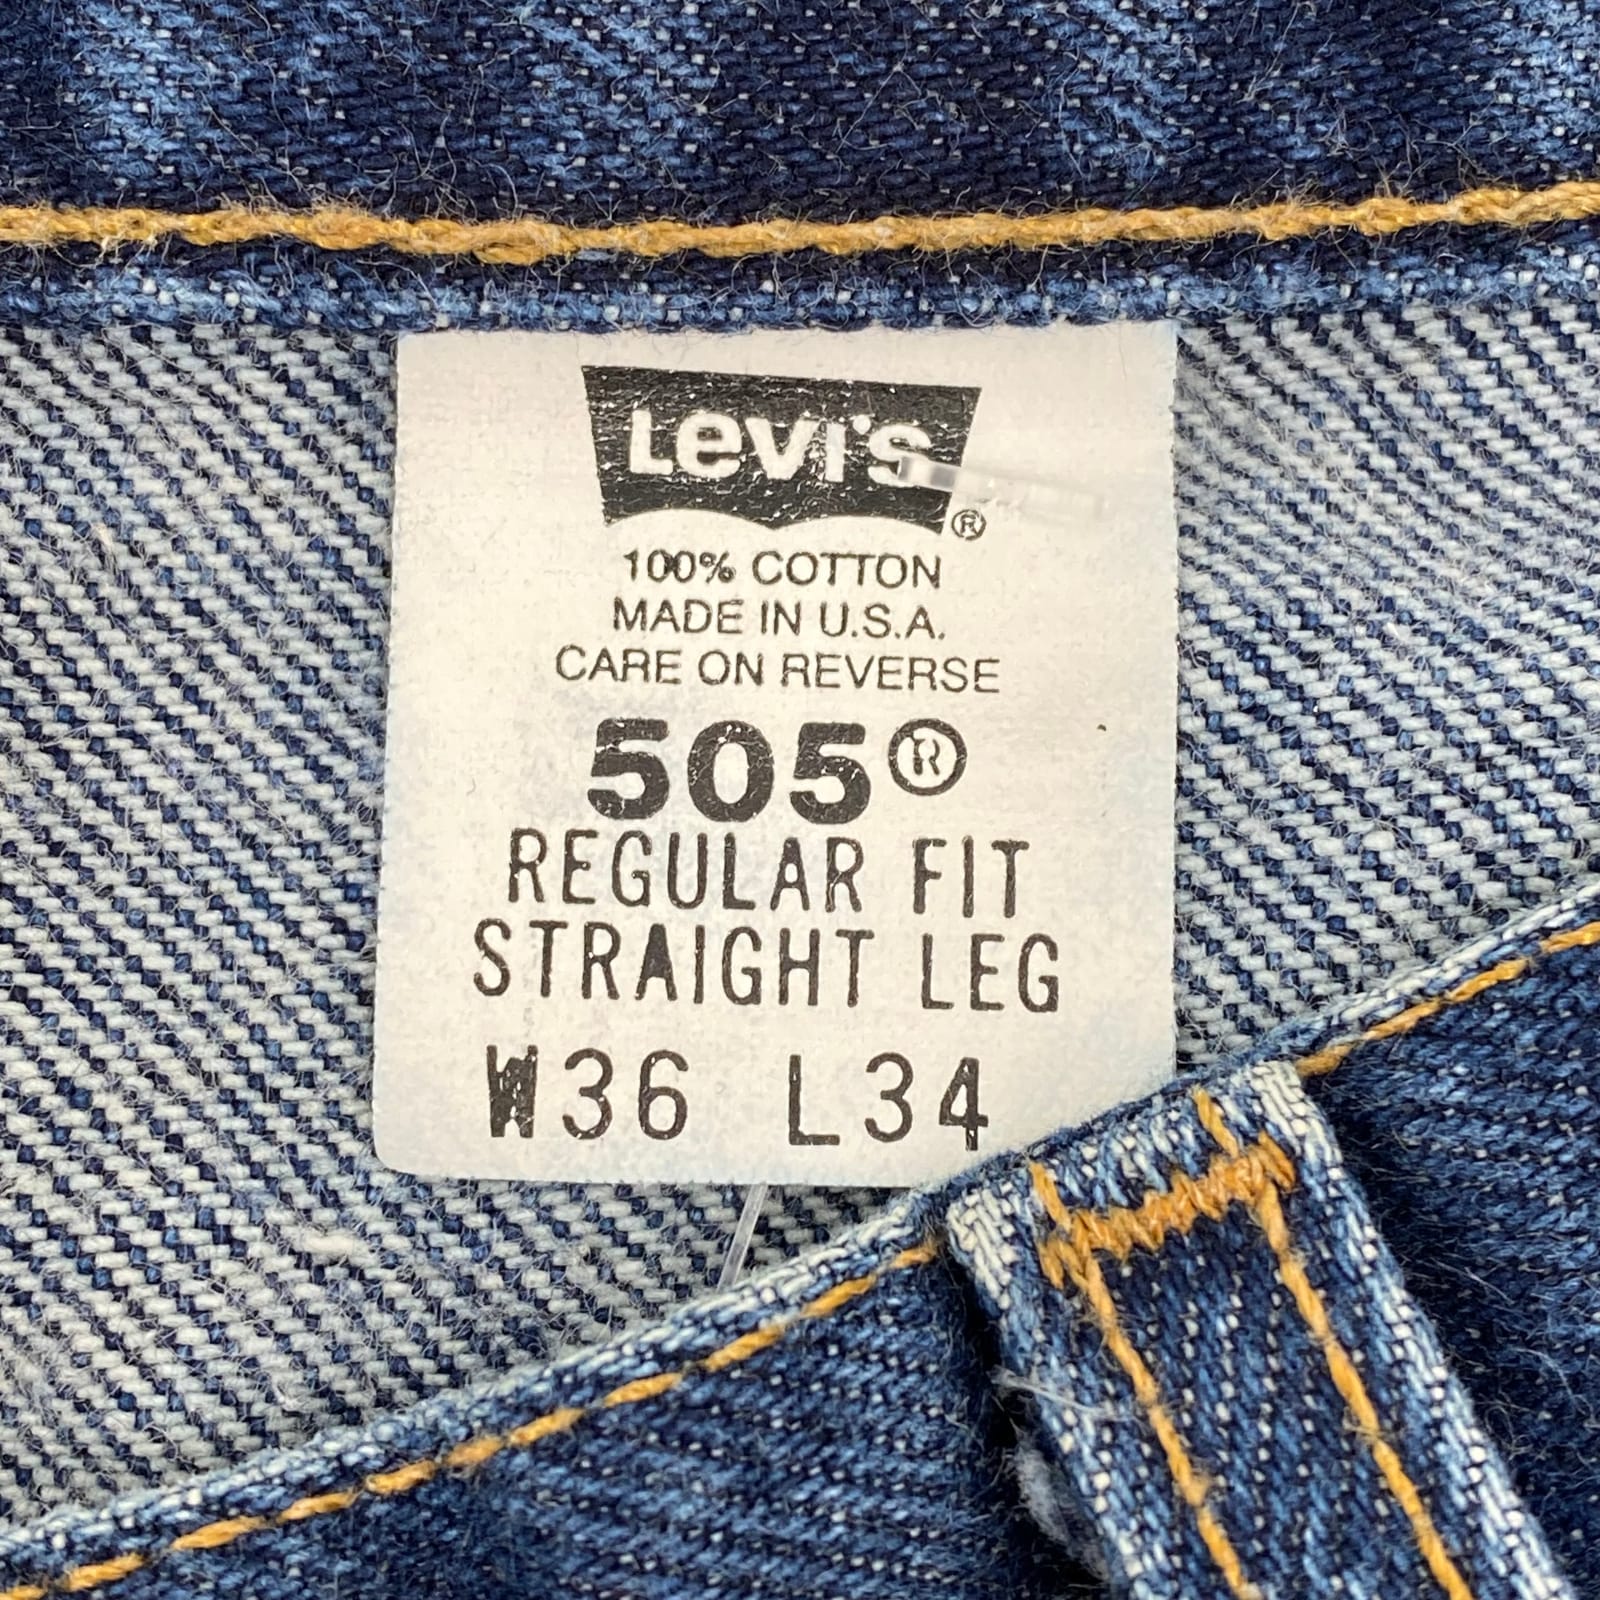 Levi's ®
100% COTTON
MADE IN U.S.A.
CARE ON REVERSE
505®
REGULAR FIT
STRAIGHT LEG
W36 L34